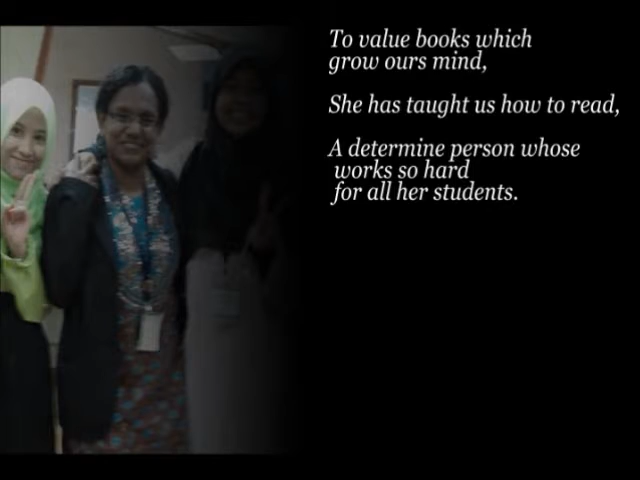 To value books which
grow ours mind,
She has taught us how to read,
A determine person whose
works so hard
for all her students.